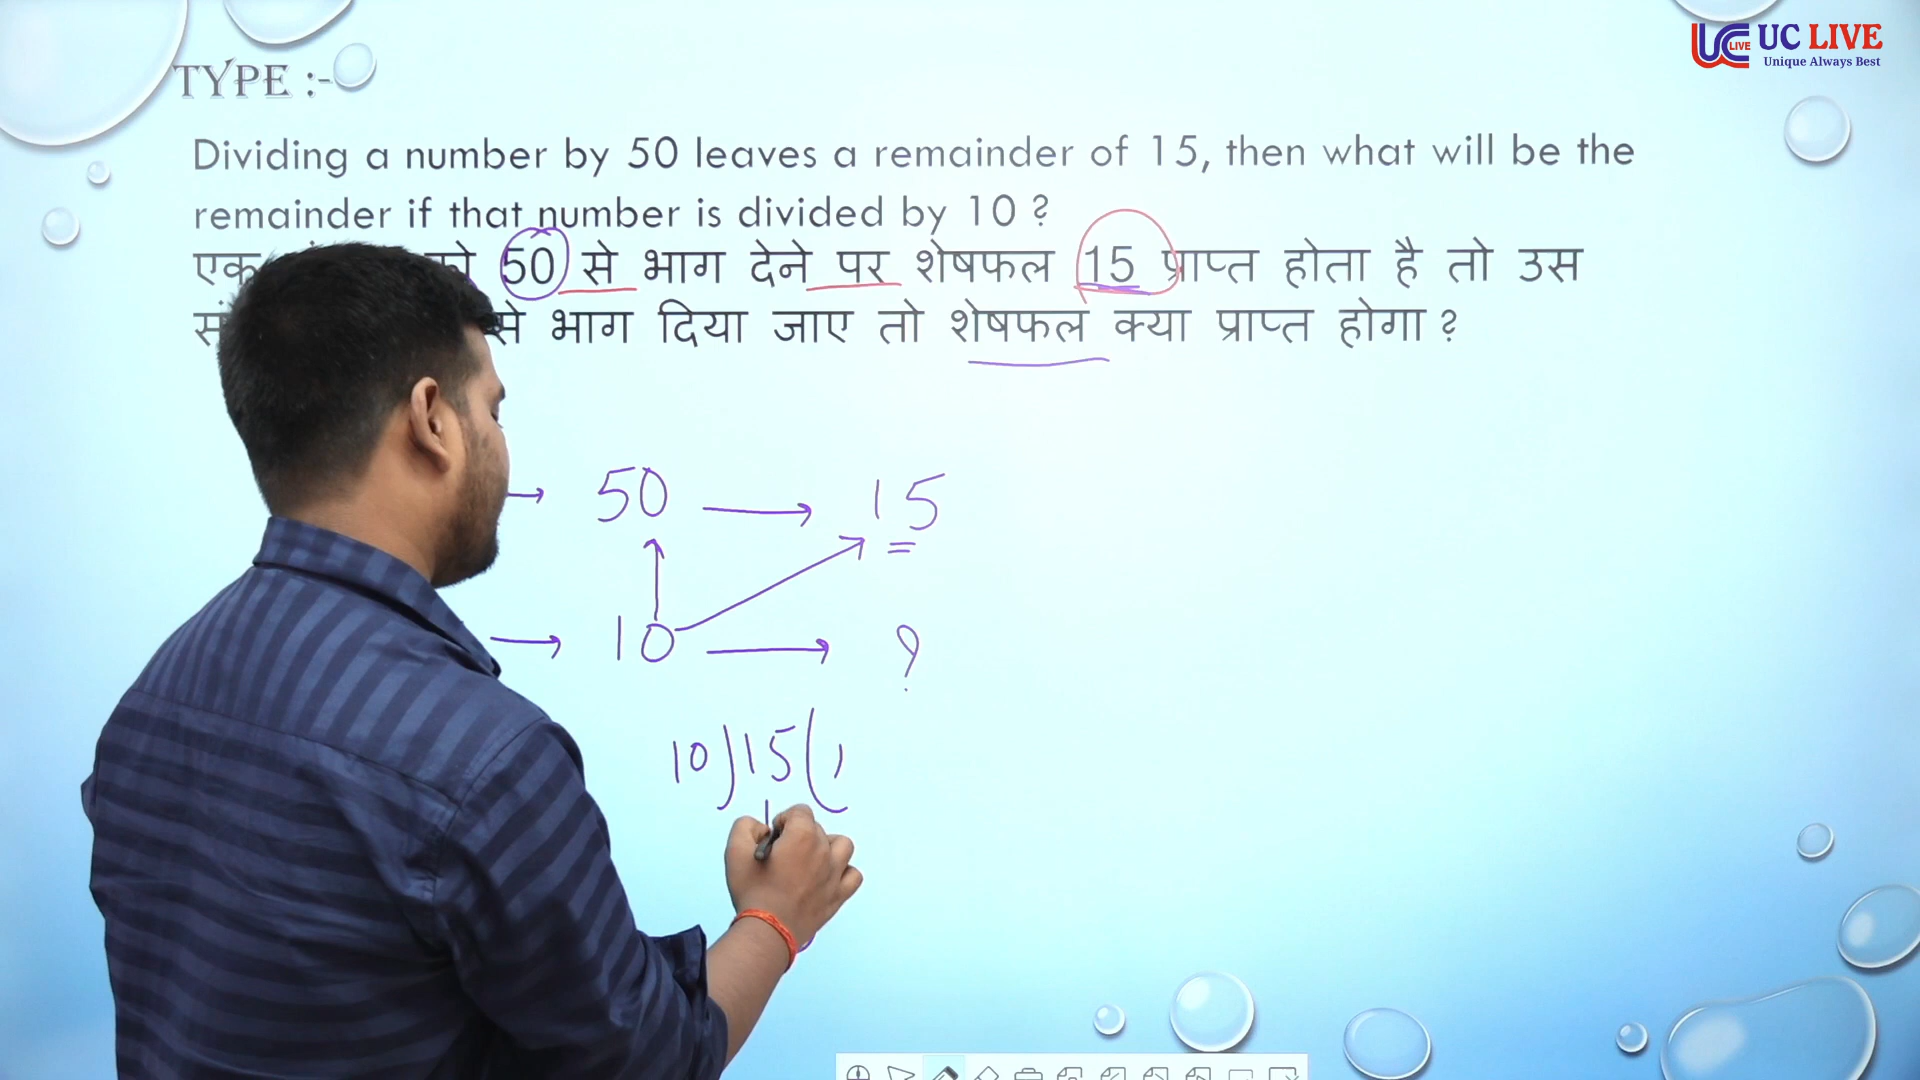 UC LIVE
LIVE
Unique Always Best
TYPE :-
Dividing a number by 50 leaves a remainder of 15, then what will be the
remainder if that number is divided by 10 ?
एक 50 से भाग देने पर शेषफल 15 प्राप्त होता है तो उस
से भाग दिया जाए तो शेषफल क्या प्राप्त होगा ?
→ 50 → 15
→ 10 → ?
10)15(1